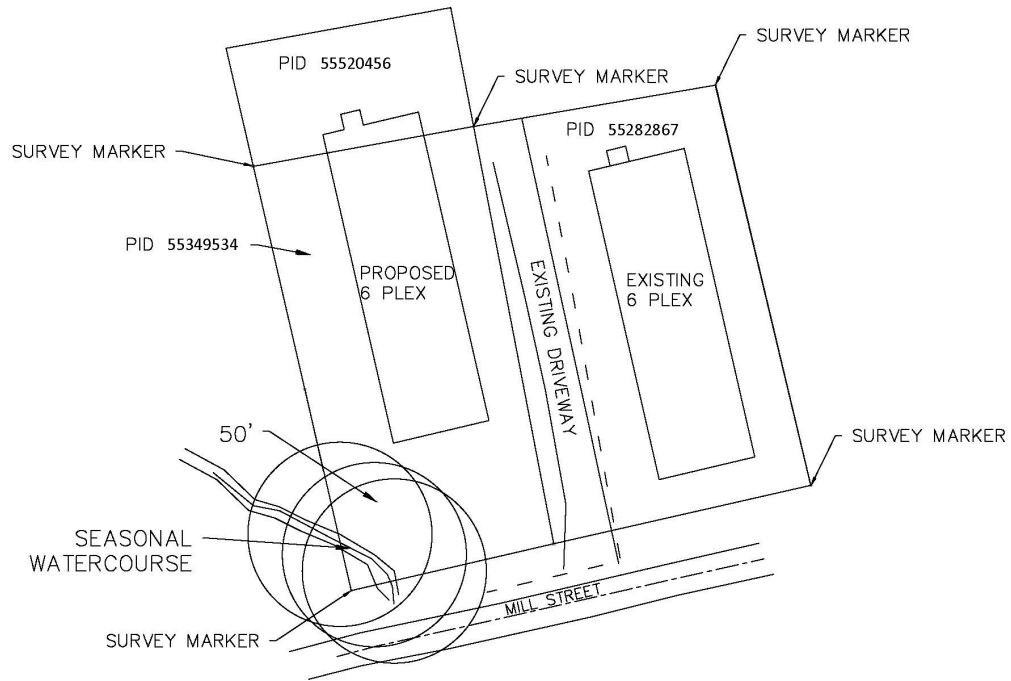 SURVEY MARKER
PID 55520456
SURVEY MARKER
PID 55282867
SURVEY MARKER
PID 55349534
PROPOSED
6 PLEX
EXISTING DRIVEWAY
EXISTING
6 PLEX
50'
SURVEY MARKER
SEASONAL
WATERCOURSE
MILL STREET
SURVEY MARKER